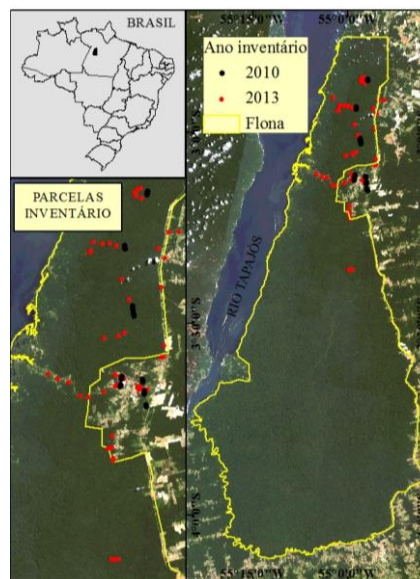 BRASIL
PARCELAS
INVENTÁRIO
55°15'0"W
55°0'0"W
Ano inventário
2010
2013
Flona
RIO TAPAJÓS
3°30'0"S
4°0'0"S
55°15'0"W
55°0'0"W